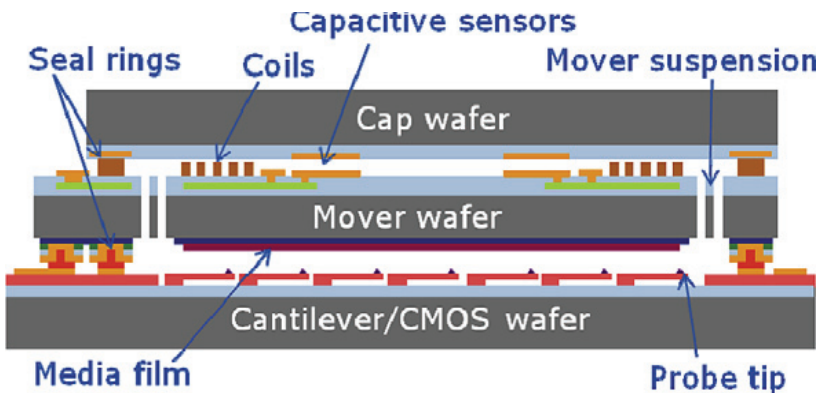 Capacitive sensors
Seal rings
Coils
Mover suspension
Cap wafer
Mover wafer
Cantilever/CMOS wafer
Media film
Probe tip